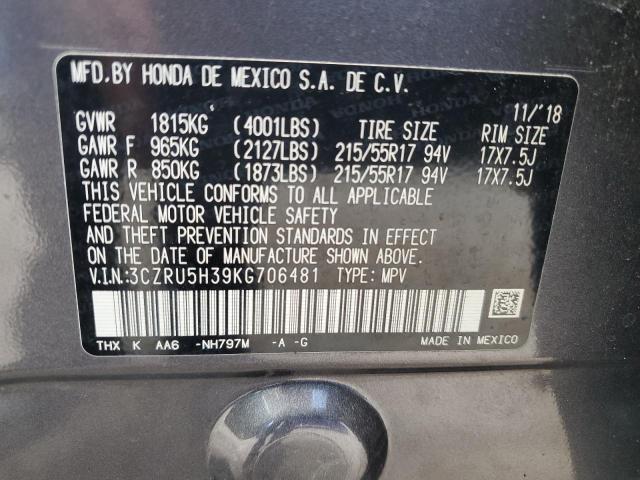 MFD.BY HONDA DE MEXICO S.A. DE C.V.
11/'18
GVWR 1815KG (4001LBS) TIRE SIZE RIM SIZE
GAWR F 965KG (2127LBS) 215/55R17 94V 17X7.5J
GAWR R 850KG (1873LBS) 215/55R17 94V 17X7.5J
THIS VEHICLE CONFORMS TO ALL APPLICABLE
FEDERAL MOTOR VEHICLE SAFETY
AND THEFT PREVENTION STANDARDS IN EFFECT
ON THE DATE OF MANUFACTURE SHOWN ABOVE.
V.I.N:3CZRU5H39KG706481 TYPE: MPV
THX K AA6 -NH797M -A -G MADE IN MEXICO